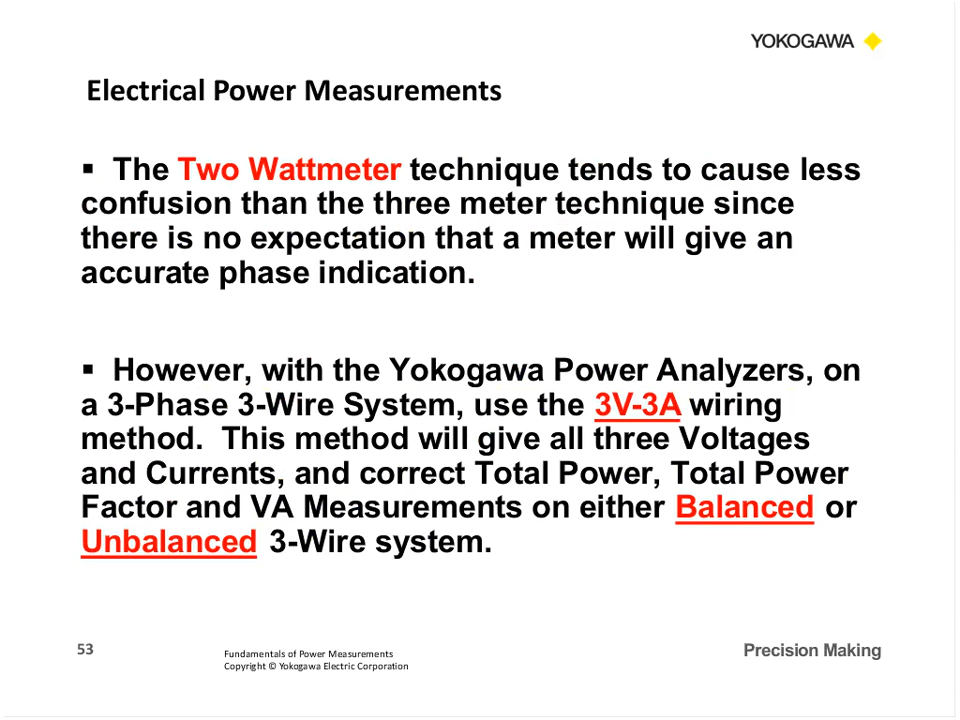 YOKOGAWA
Electrical Power Measurements
▪ The Two Wattmeter technique tends to cause less
confusion than the three meter technique since
there is no expectation that a meter will give an
accurate phase indication.
▪ However, with the Yokogawa Power Analyzers, on
a 3-Phase 3-Wire System, use the 3V-3A wiring
method. This method will give all three Voltages
and Currents, and correct Total Power, Total Power
Factor and VA Measurements on either Balanced or
Unbalanced 3-Wire system.
53
Fundamentals of Power Measurements
Copyright © Yokogawa Electric Corporation
Precision Making